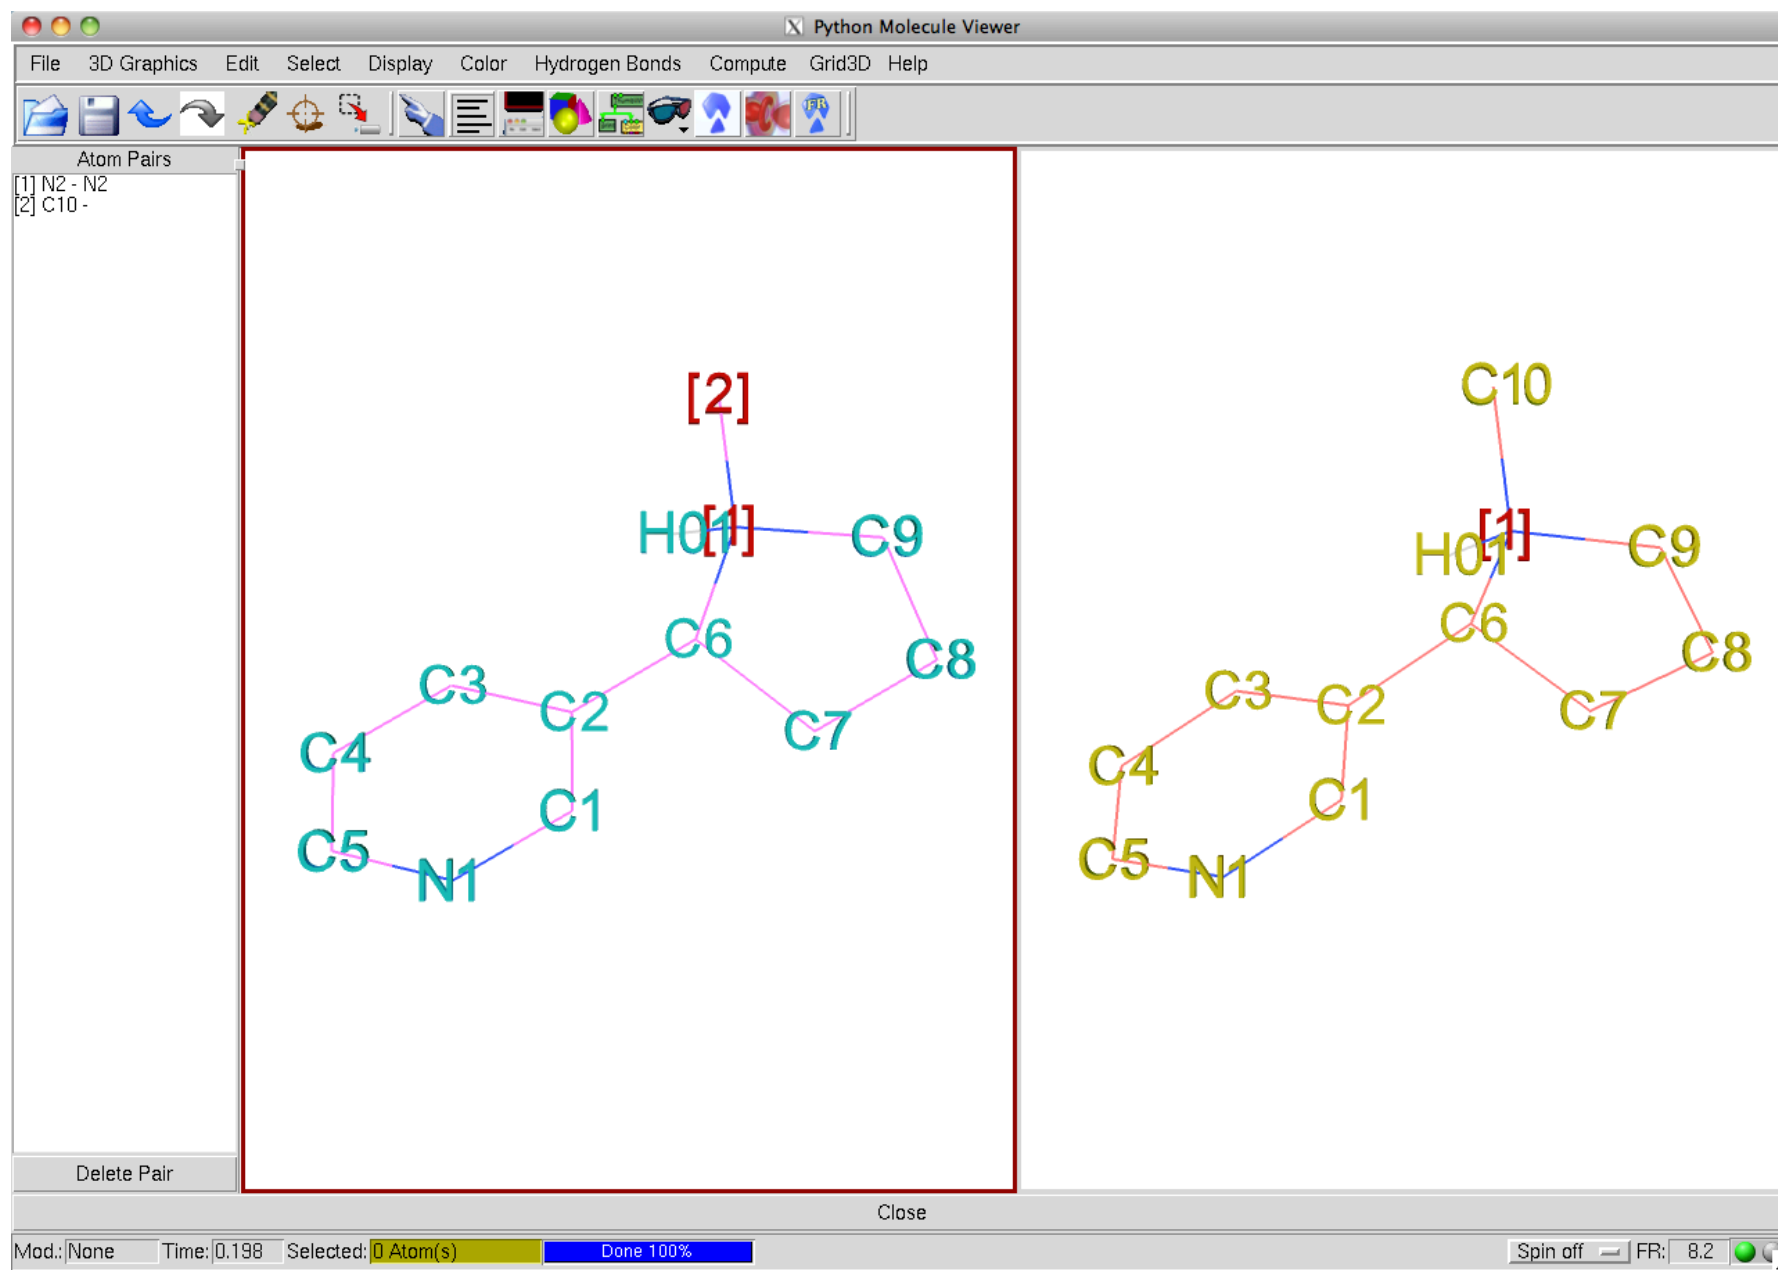 Python Molecule Viewer
File 3D Graphics Edit Select Display Color Hydrogen Bonds Compute Grid3D Help
Atom Pairs
[1] N2 - N2
[2] C10 -
[2]
H01 [1] C9
C6
C8
C3
C2
C7
C4
C1
C5
N1
C10
[1]
H01 C9
C6
C8
C3
C2 C7
C4
C1
C5
N1
Delete Pair
Close
Mod.: None Time: 0.198 Selected: 0 Atom(s) Done 100% Spin off FR: 8.2